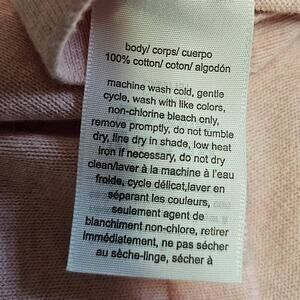 body/ corps/ cuerpo
100% cotton/ coton/ algodón
machine wash cold, gentle
cycle, wash with like colors,
non-chlorine bleach only,
remove promptly, do not tumble
dry, line dry in shade, low heat
iron if necessary, do not dry
clean/laver à la machine à l'eau
froide, cycle délicat,laver en
séparant les couleurs,
seulement agent de
blanchiment non-chlore, retirer
immédiatement, ne pas sécher
au sèche-linge, sécher à